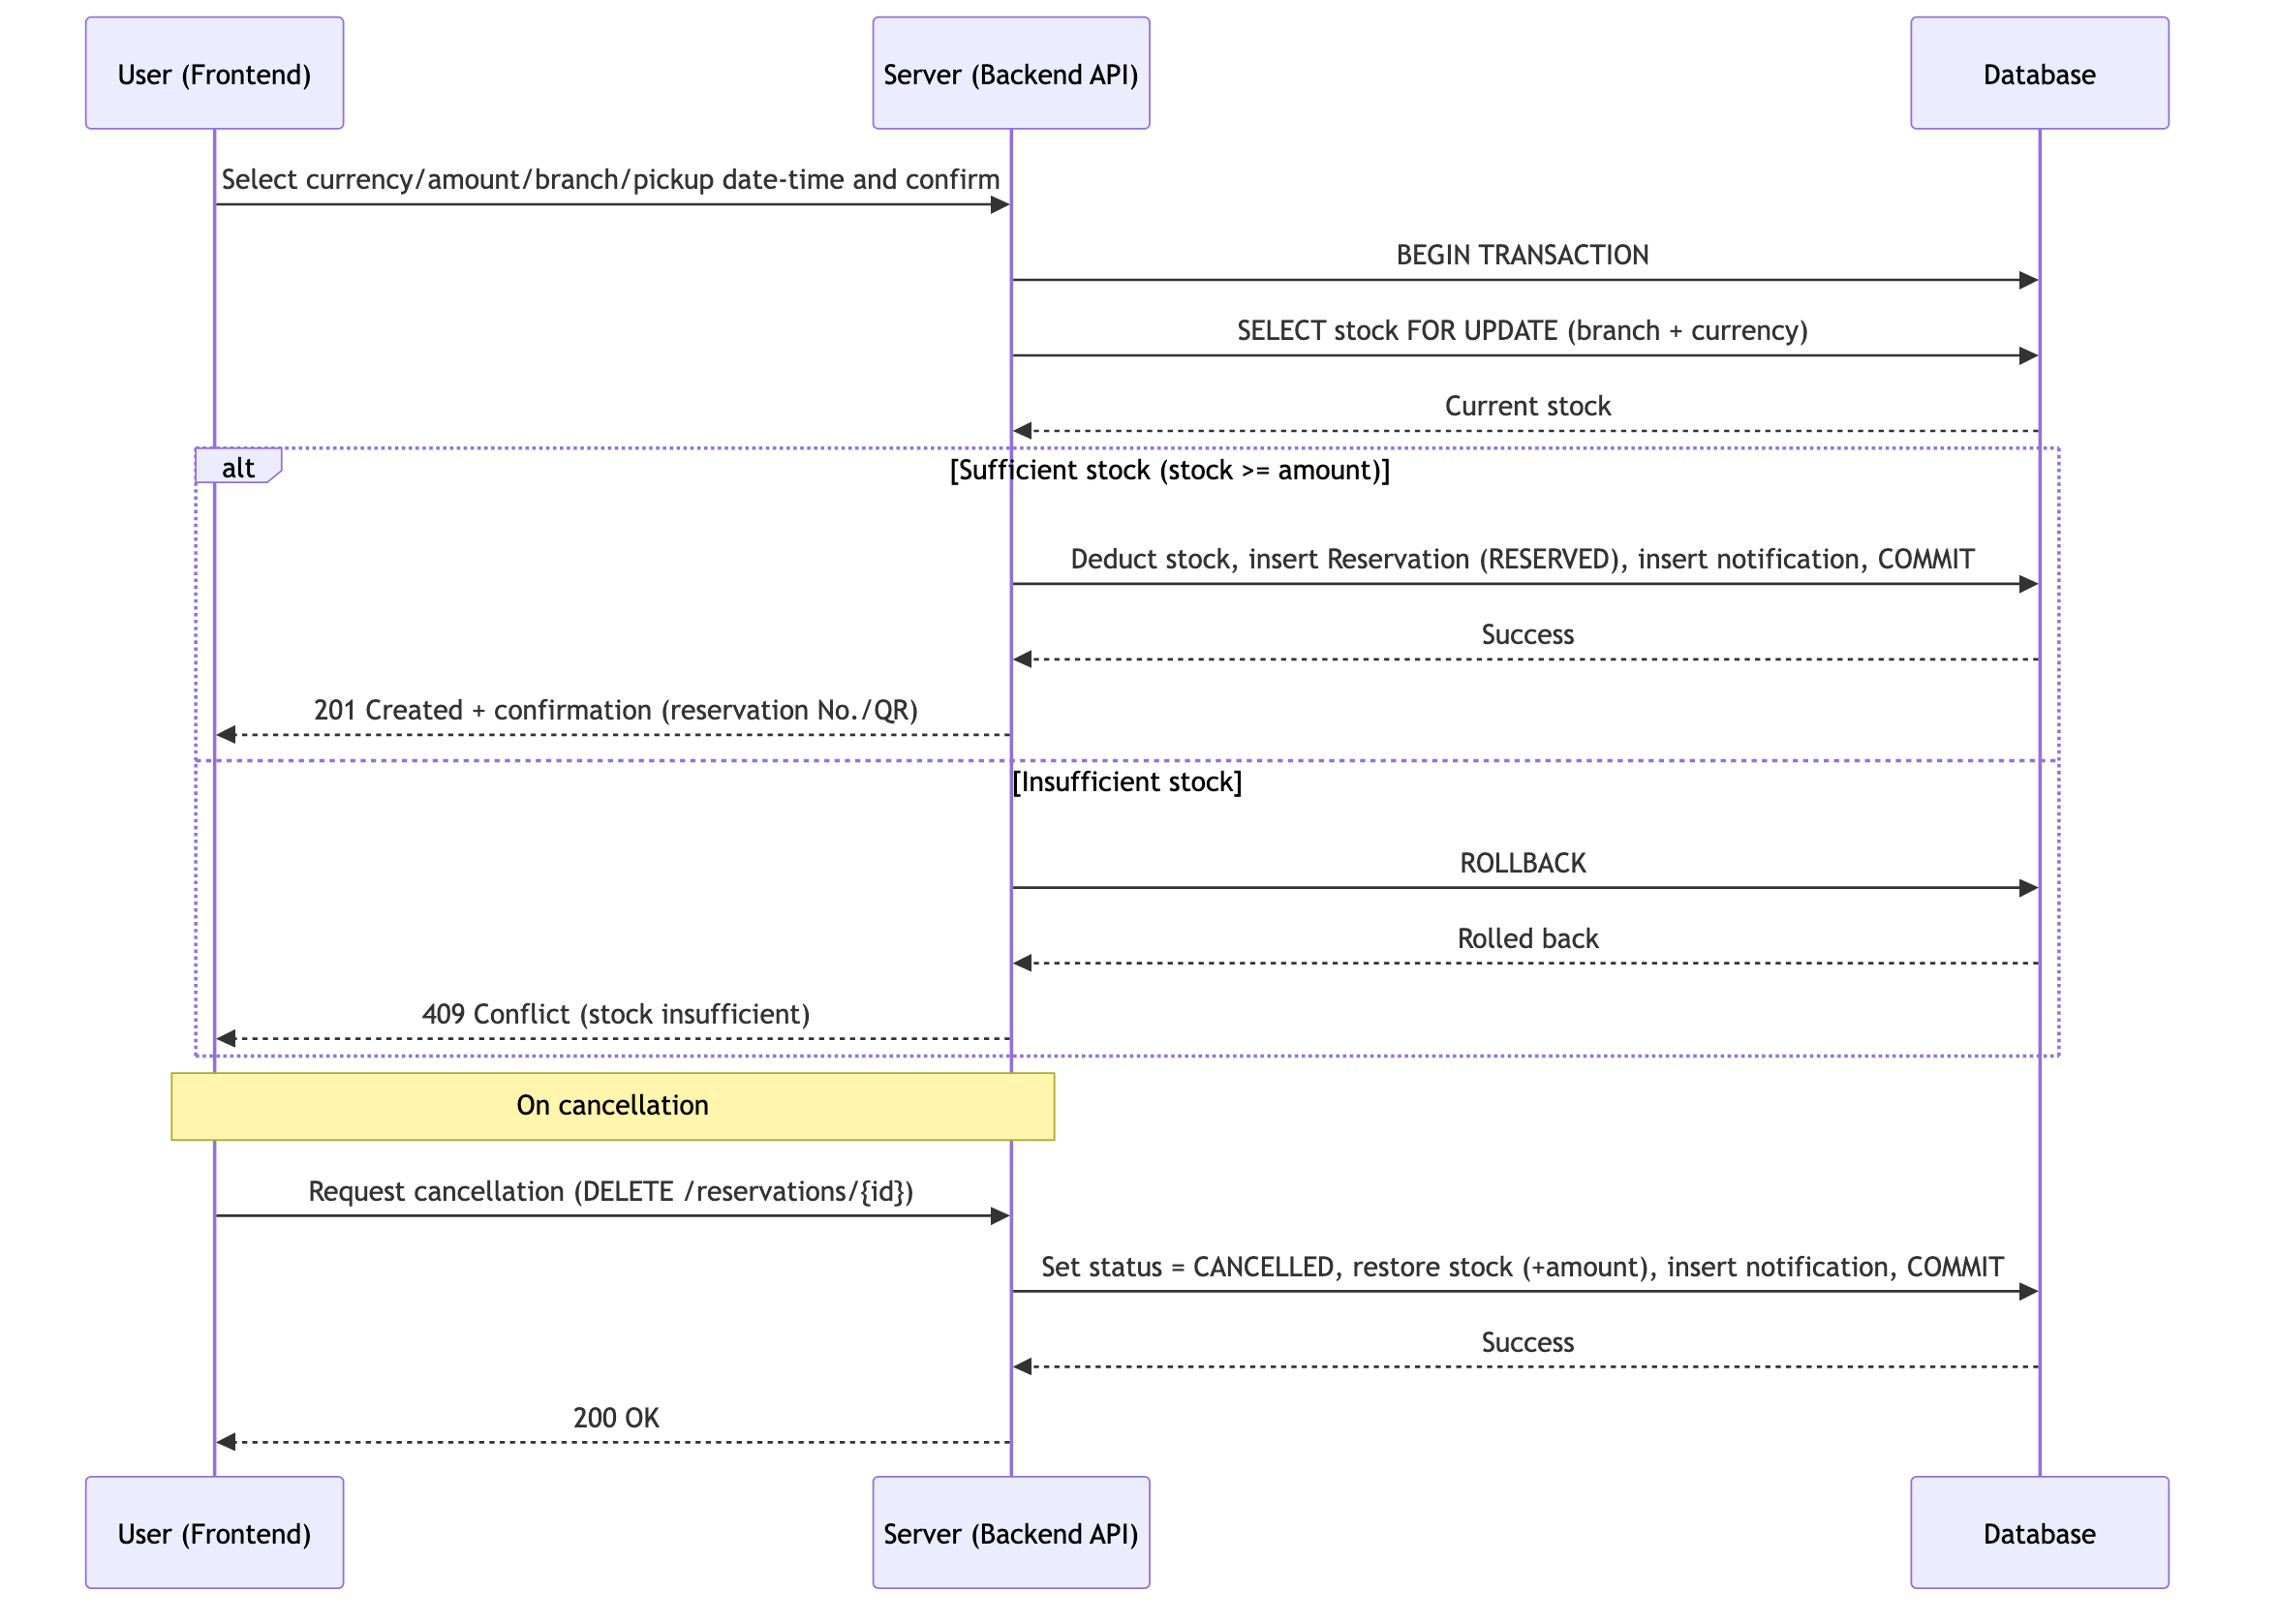 User (Frontend)
Server (Backend API)
Database
Select currency/amount/branch/pickup date-time and confirm
BEGIN TRANSACTION
SELECT stock FOR UPDATE (branch + currency)
Current stock
alt
[Sufficient stock (stock >= amount)]
Deduct stock, insert Reservation (RESERVED), insert notification, COMMIT
Success
201 Created + confirmation (reservation No./QR)
[Insufficient stock]
ROLLBACK
Rolled back
409 Conflict (stock insufficient)
On cancellation
Request cancellation (DELETE /reservations/{id})
Set status = CANCELLED, restore stock (+amount), insert notification, COMMIT
Success
200 OK
User (Frontend)
Server (Backend API)
Database